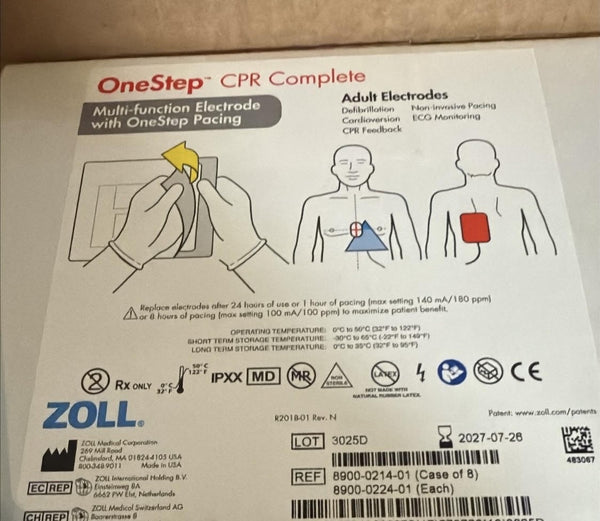 OneStep™ CPR Complete
Multi-function Electrode
with OneStep Pacing
Adult Electrodes
Defibrillation Non-Invasive Pacing
Cardioversion ECG Monitoring
CPR Feedback
Replace electrodes after 24 hours of use or 1 hour of pacing (max setting 140 mA/180 ppm)
or 8 hours of pacing (max setting 100 mA/100 ppm) to maximize patient benefit.
OPERATING TEMPERATURE: 0°C to 50°C (32°F to 122°F)
SHORT TERM STORAGE TEMPERATURE: -30°C to 65°C (-22°F to 149°F)
LONG TERM STORAGE TEMPERATURE: 0°C to 35°C (32°F to 95°F)
2
Rx ONLY
0°C
32°F
50°C
122°F
IPXX
MD
MR
NON
STERILE
LATEX
NOT MADE WITH
NATURAL RUBBER LATEX
CE
ZOLL®
R2018-01 Rev. N
Patent: www.zoll.com/patents
ZOLL Medical Corporation
269 Mill Road
Chelmsford, MA 01824-4105 USA
800-348-9011 Made in USA
LOT 3025D
2027-07-26
483067
EC REP
ZOLL International Holding B.V.
Einsteinweg 8A
6662 PW Elst, Netherlands
REF 8900-0214-01 (Case of 8)
8900-0224-01 (Each)
CH REP
ZOLL Medical Switzerland AG
Baarerstrasse 8